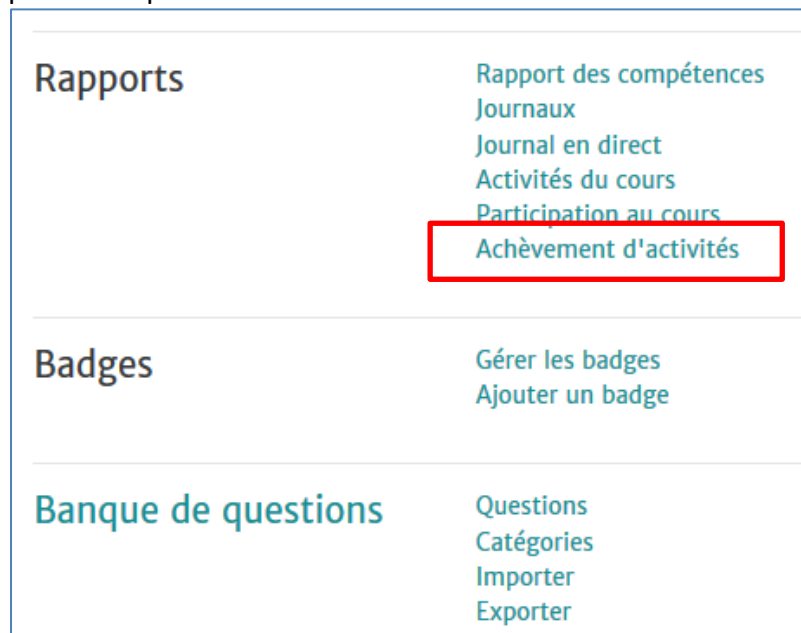 Rapports
Rapport des compétences
Journaux
Journal en direct
Activités du cours
Participation au cours
Achèvement d'activités
Badges
Gérer les badges
Ajouter un badge
Banque de questions
Questions
Catégories
Importer
Exporter